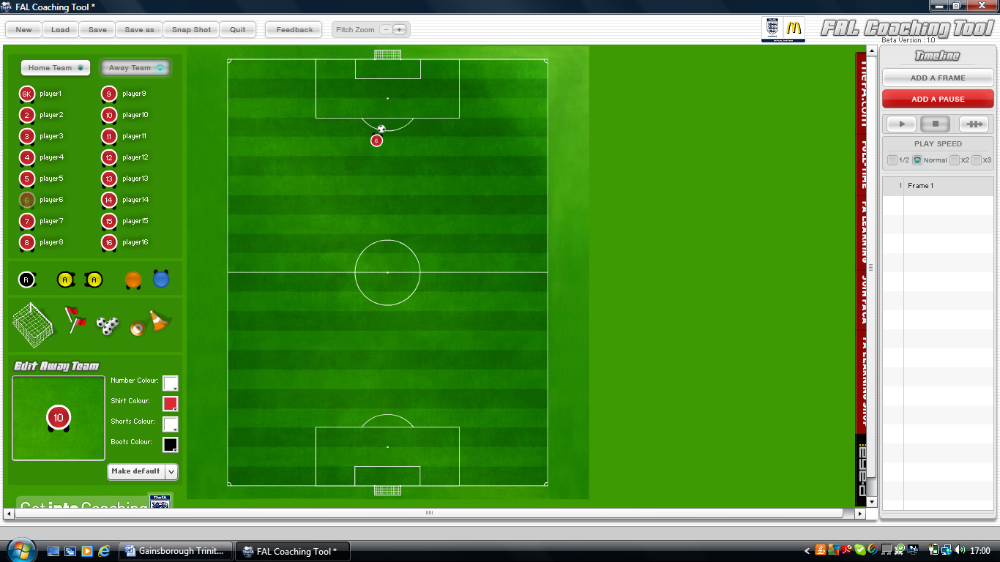 FAL Coaching Tool *
New Load Save Save as Snap Shot Quit Feedback Pitch Zoom
FAL Coaching Tool
Beta Version : 1.0
Home Team Away Team
GK player1 9 player9
2 player2 10 player10
3 player3 11 player11
4 player4 12 player12
5 player5 13 player13
6 player6 14 player14
7 player7 15 player15
8 player8 16 player16
R A A
Edit Away Team
10
Number Colour:
Shirt Colour:
Shorts Colour:
Boots Colour:
Make default
Get into Coaching
TheFA
6
TheFA.com
FULL-TIME
FA LEARNING
JOIN FA CA
FA LEARNING SHOP
Timeline
ADD A FRAME
ADD A PAUSE
PLAY SPEED
1/2 Normal X2 X3
1 Frame 1
Gainsborough Trinit...
FAL Coaching Tool *
17:00